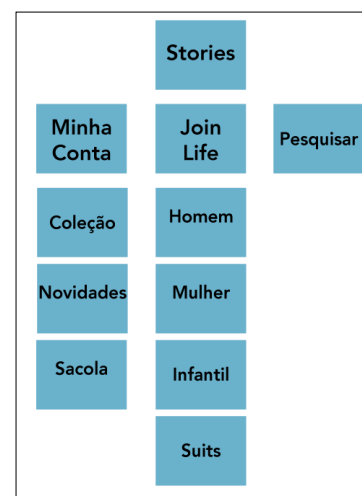 Stories
Minha
Conta
Join
Life
Pesquisar
Coleção
Homem
Novidades
Mulher
Sacola
Infantil
Suits